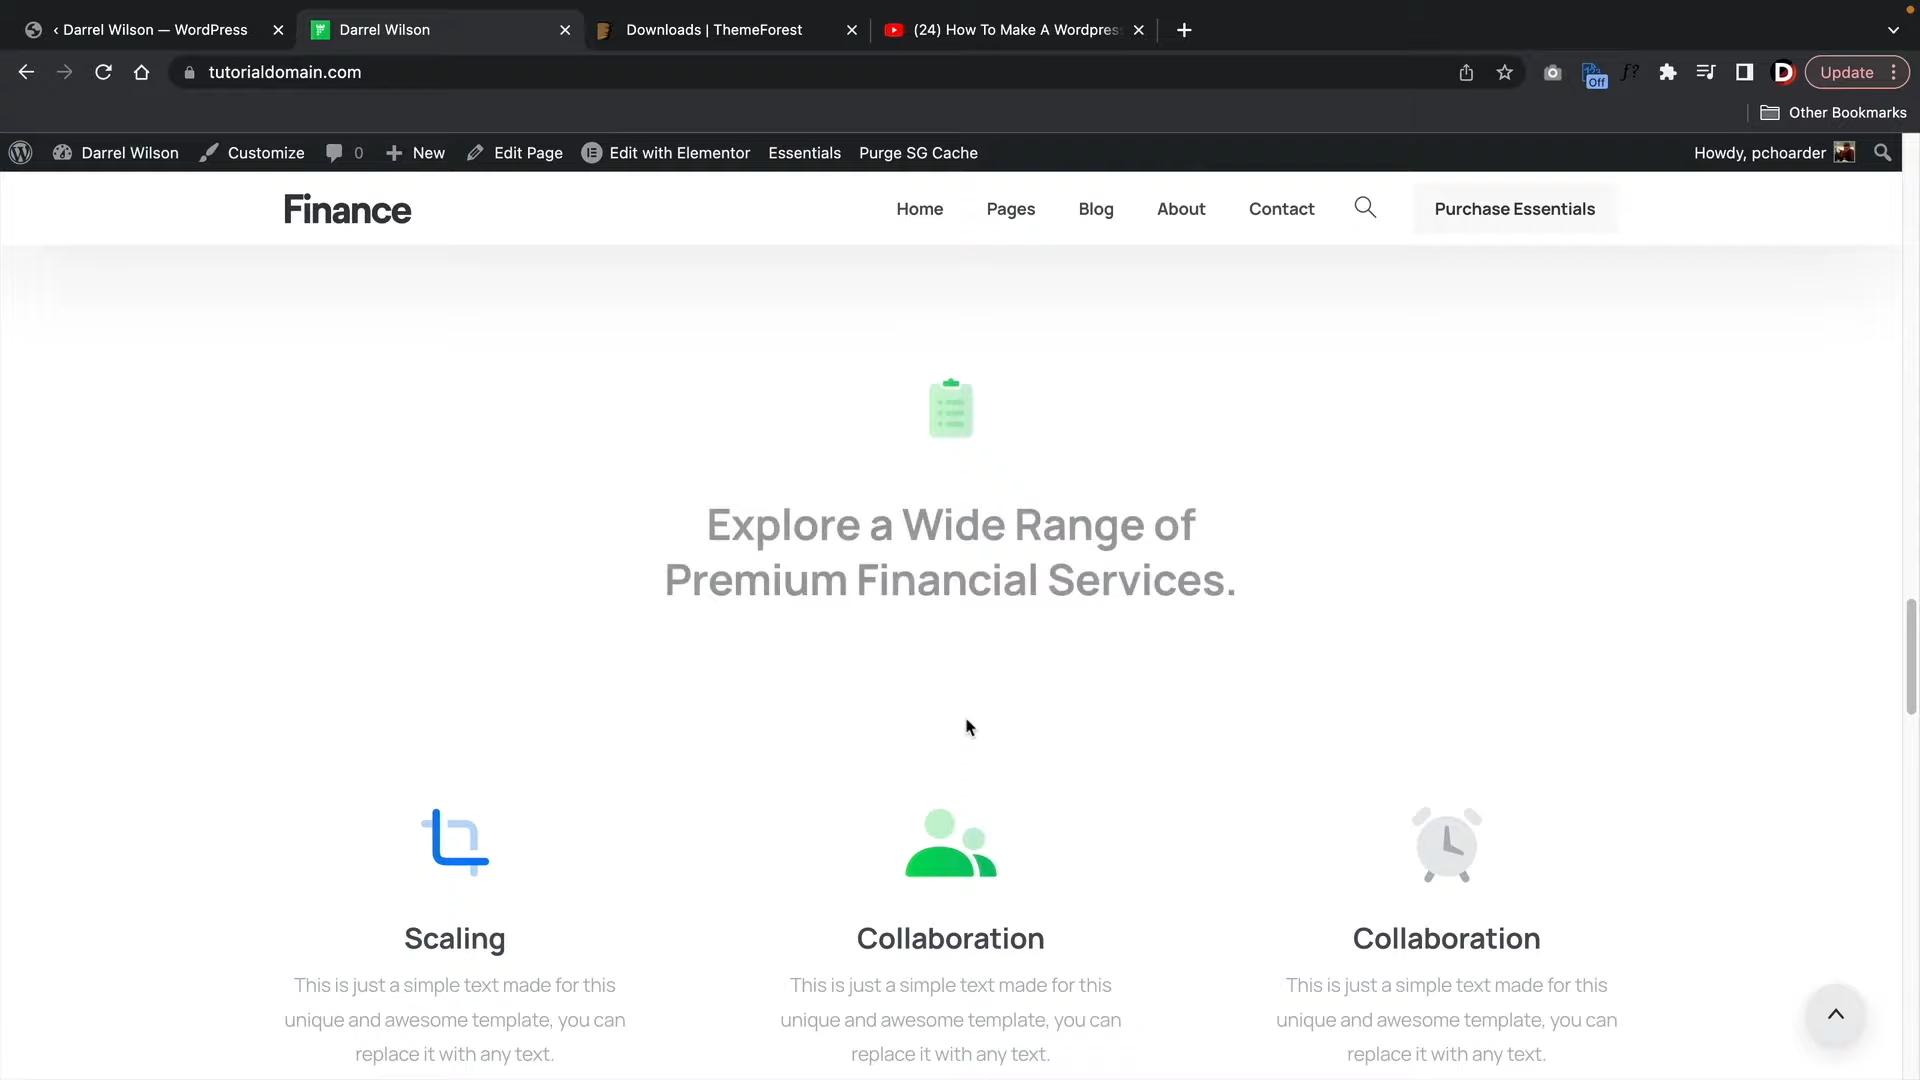 ‹ Darrel Wilson — WordPress
Darrel Wilson
Downloads | ThemeForest
(24) How To Make A Wordpres
tutorialdomain.com
Off
f?
D
Update
Other Bookmarks
Darrel Wilson
Customize
0
New
Edit Page
Edit with Elementor
Essentials
Purge SG Cache
Howdy, pchoarder
Finance
Home
Pages
Blog
About
Contact
Purchase Essentials
Explore a Wide Range of
Premium Financial Services.
Scaling
This is just a simple text made for this
unique and awesome template, you can
replace it with any text.
Collaboration
This is just a simple text made for this
unique and awesome template, you can
replace it with any text.
Collaboration
This is just a simple text made for this
unique and awesome template, you can
replace it with any text.